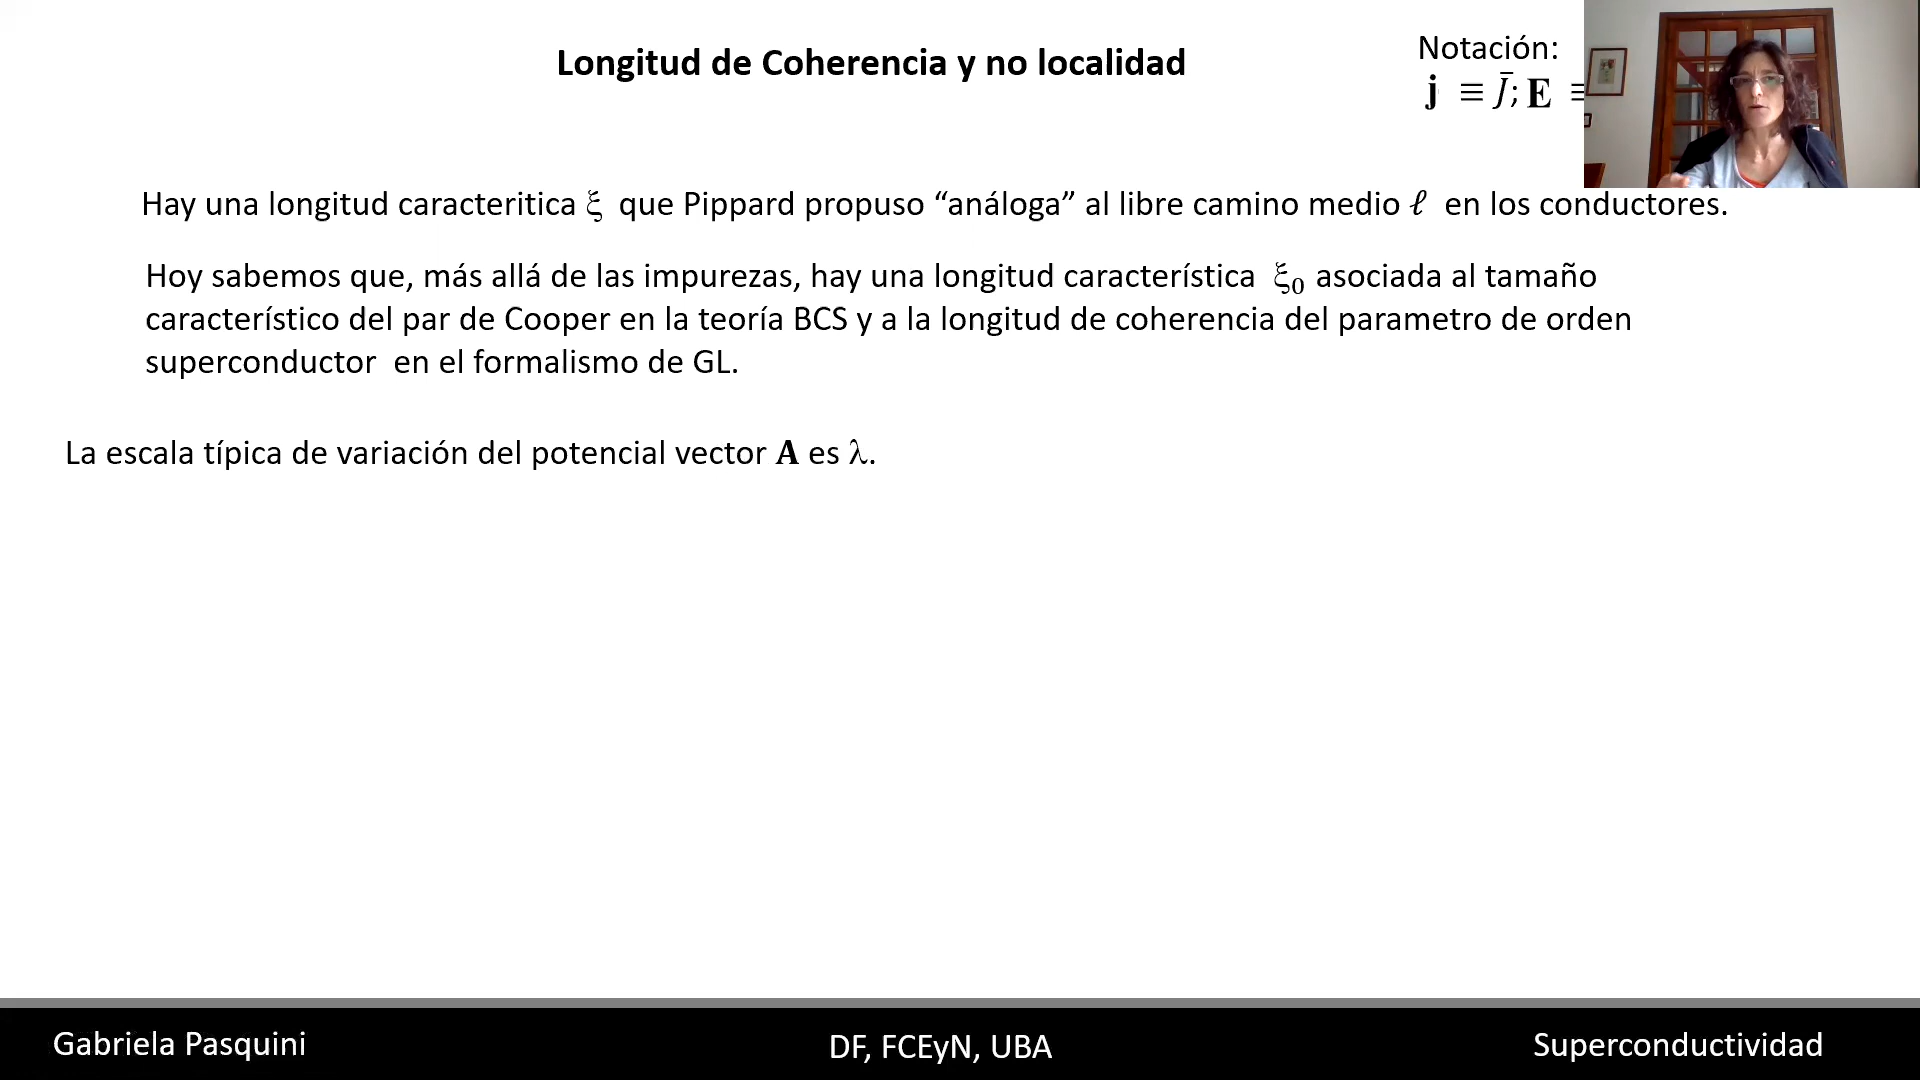 Longitud de Coherencia y no localidad
Notación:
𝐣 ≡ J̄; 𝐄 ≡
Hay una longitud caracteritica ξ que Pippard propuso “análoga” al libre camino medio ℓ en los conductores.
Hoy sabemos que, más allá de las impurezas, hay una longitud característica ξ₀ asociada al tamaño
característico del par de Cooper en la teoría BCS y a la longitud de coherencia del parametro de orden
superconductor en el formalismo de GL.
La escala típica de variación del potencial vector 𝐀 es λ.
Gabriela Pasquini
DF, FCEyN, UBA
Superconductividad